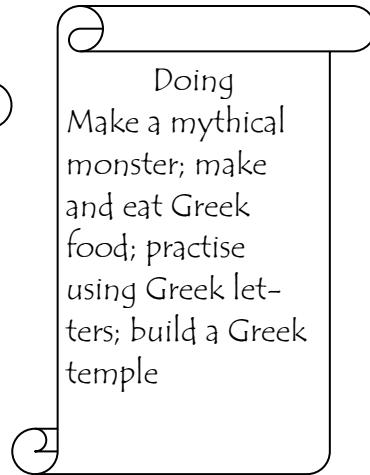 Doing
Make a mythical
monster; make
and eat Greek
food; practise
using Greek let-
ters; build a Greek
temple